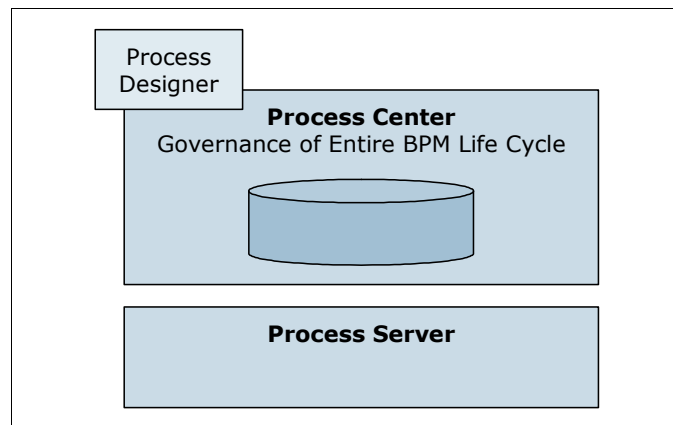 Process
Designer
Process Center
Governance of Entire BPM Life Cycle
Process Server